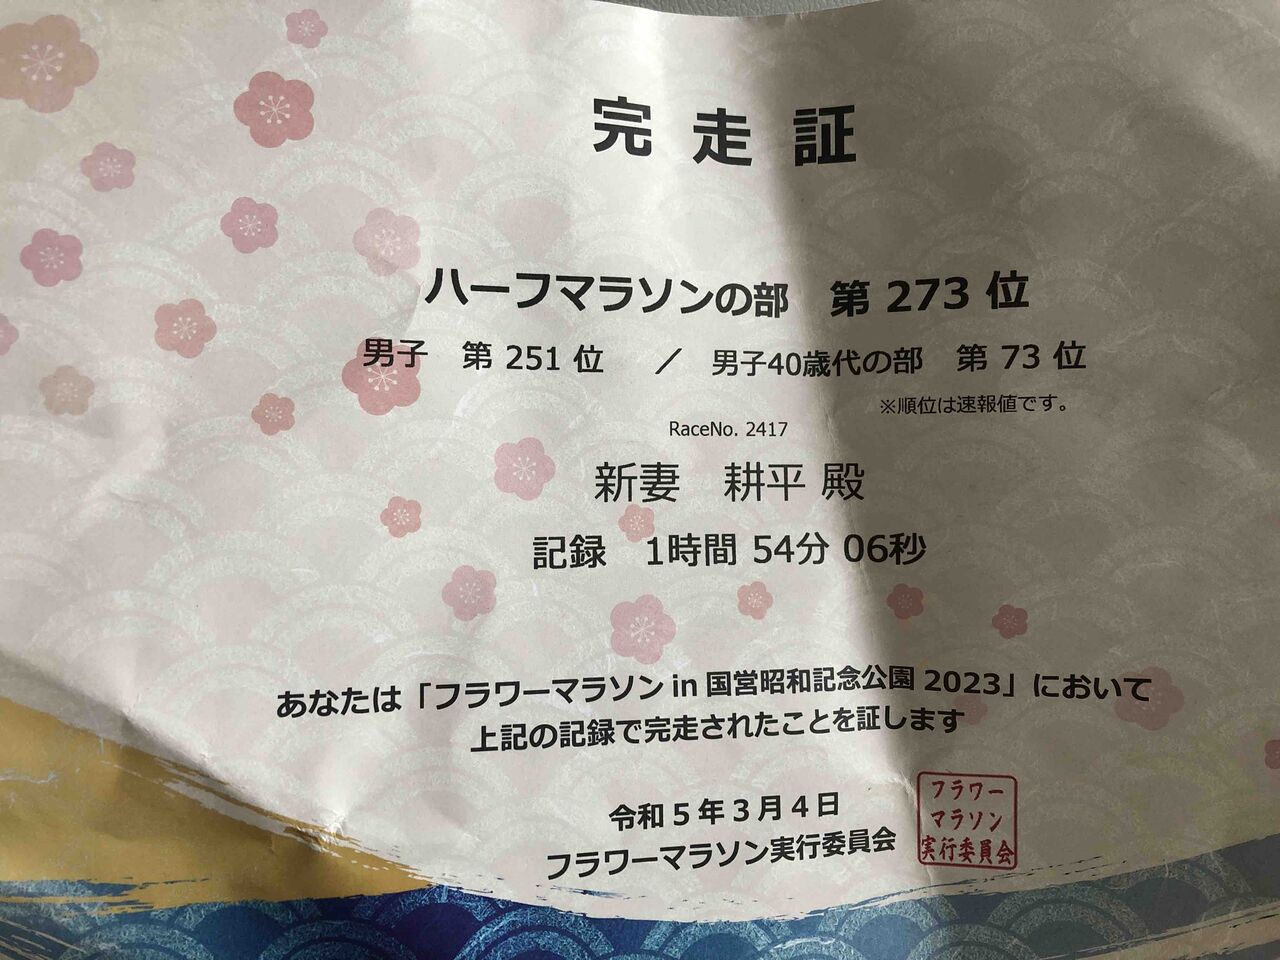 完走証
ハーフマラソンの部　第 273 位
男子　第 251 位　／　男子40歳代の部　第 73 位
※順位は速報値です。
RaceNo. 2417
新妻　耕平 殿
記録　1時間 54分 06秒
あなたは「フラワーマラソン in 国営昭和記念公園 2023」において
上記の記録で完走されたことを証します
令和 5 年 3 月 4 日
フラワーマラソン実行委員会
フラワー
マラソン
実行委員会